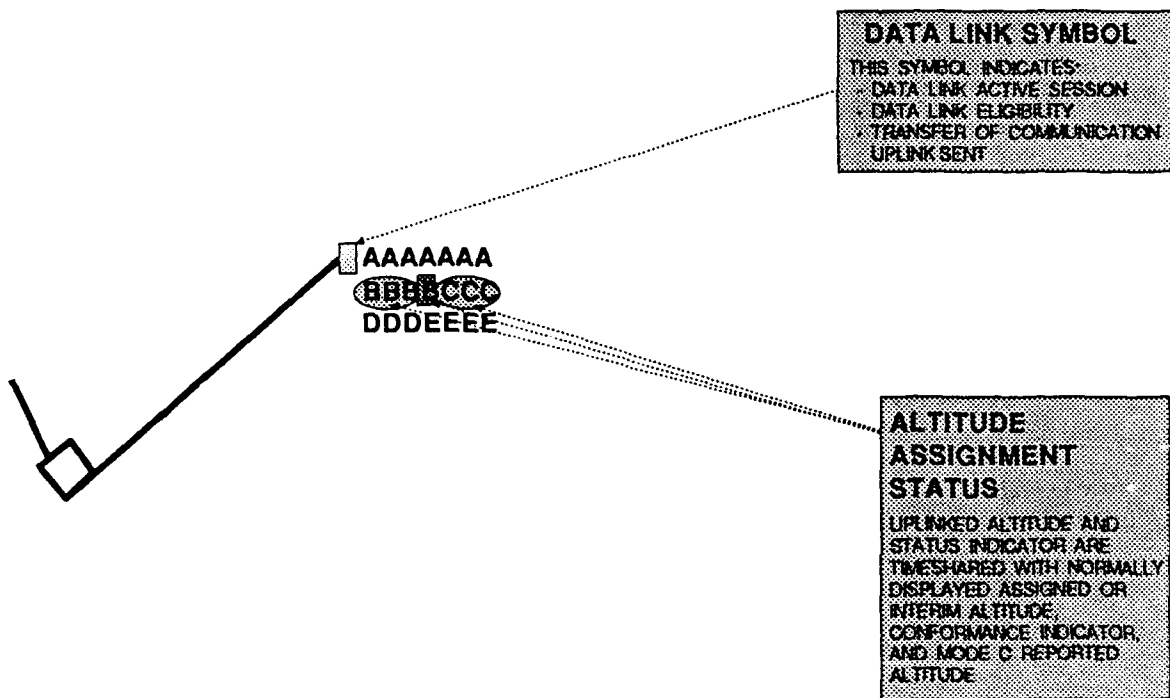 DATA LINK SYMBOL
THIS SYMBOL INDICATES:
- DATA LINK ACTIVE SESSION
- DATA LINK ELIGIBILITY
- TRANSFER OF COMMUNICATION
UPLINK SENT
AAAAAAA
BBBBCCC
DDDEEEE
ALTITUDE
ASSIGNMENT
STATUS
UPLINKED ALTITUDE AND
STATUS INDICATOR ARE
TIMESHARED WITH NORMALLY
DISPLAYED ASSIGNED OR
INTERIM ALTITUDE,
CONFORMANCE INDICATOR,
AND MODE C REPORTED
ALTITUDE